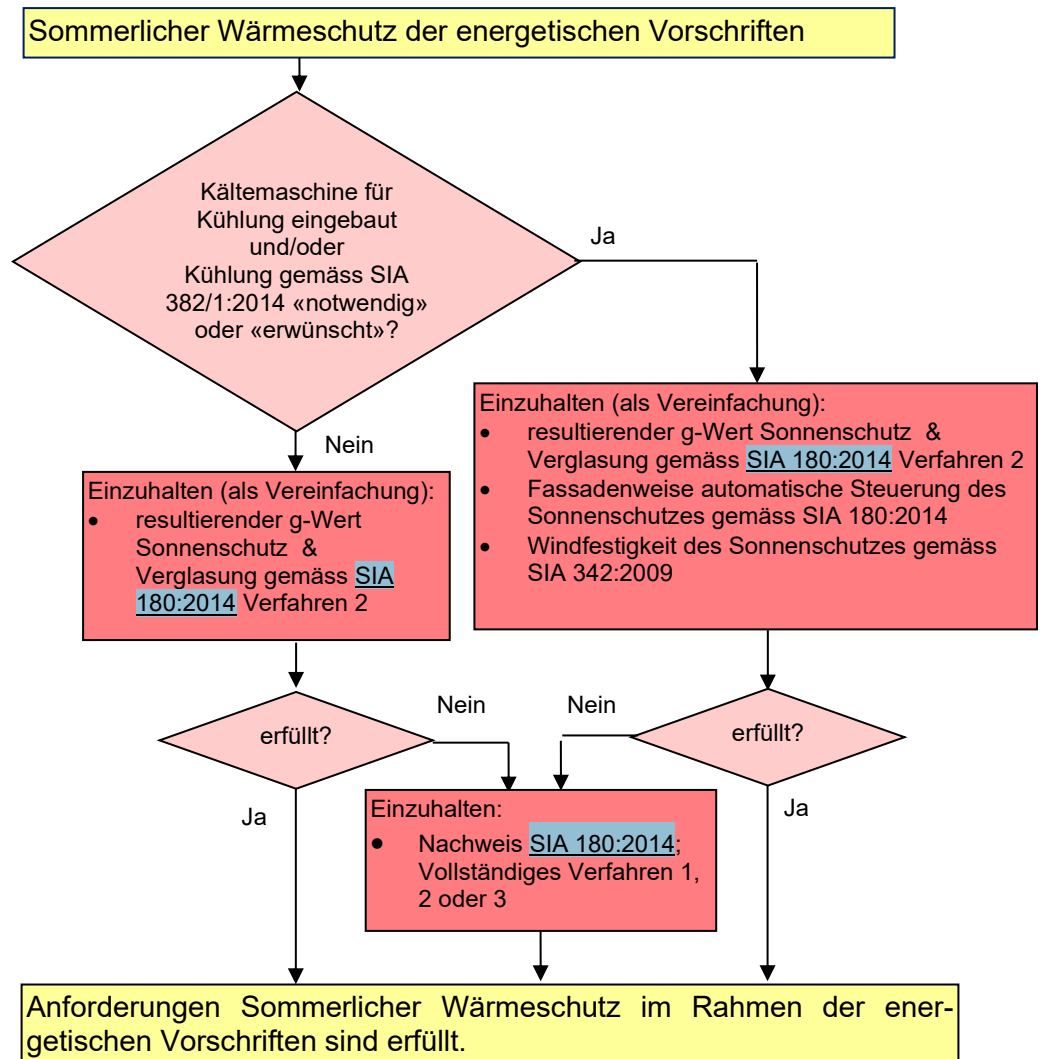 Sommerlicher Wärmeschutz der energetischen Vorschriften
Kältemaschine für
Kühlung eingebaut
und/oder
Kühlung gemäss SIA
382/1:2014 «notwendig»
oder «erwünscht»?
Ja
Nein
Einzuhalten (als Vereinfachung):
• resultierender g-Wert
Sonnenschutz &
Verglasung gemäss SIA
180:2014 Verfahren 2
Einzuhalten (als Vereinfachung):
• resultierender g-Wert Sonnenschutz &
Verglasung gemäss SIA 180:2014 Verfahren 2
• Fassadenweise automatische Steuerung des
Sonnenschutzes gemäss SIA 180:2014
• Windfestigkeit des Sonnenschutzes gemäss
SIA 342:2009
erfüllt?
Nein
Nein
erfüllt?
Ja
Einzuhalten:
• Nachweis SIA 180:2014;
Vollständiges Verfahren 1,
2 oder 3
Ja
Anforderungen Sommerlicher Wärmeschutz im Rahmen der ener-
getischen Vorschriften sind erfüllt.